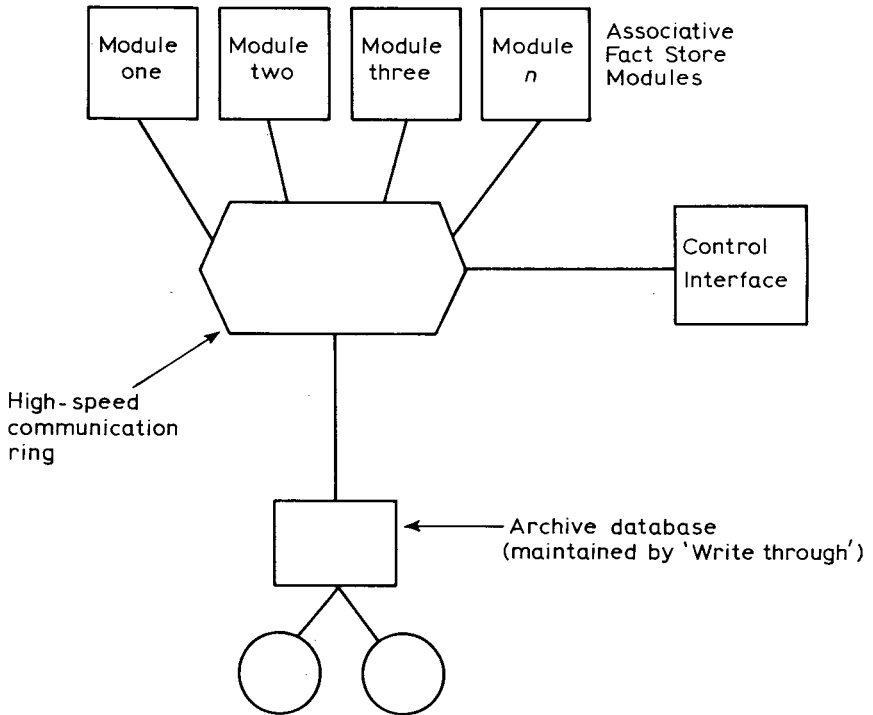 Module
one
Module
two
Module
three
Module
n
Associative
Fact Store
Modules
Control
Interface
High-speed
communication
ring
Archive database
(maintained by 'Write through')